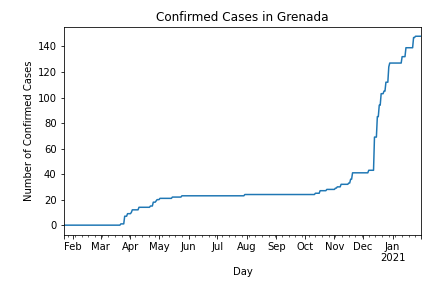 Confirmed Cases in Grenada
Number of Confirmed Cases
140
120
100
80
60
40
20
0
Feb Mar Apr May Jun Jul Aug Sep Oct Nov Dec Jan
2021
Day